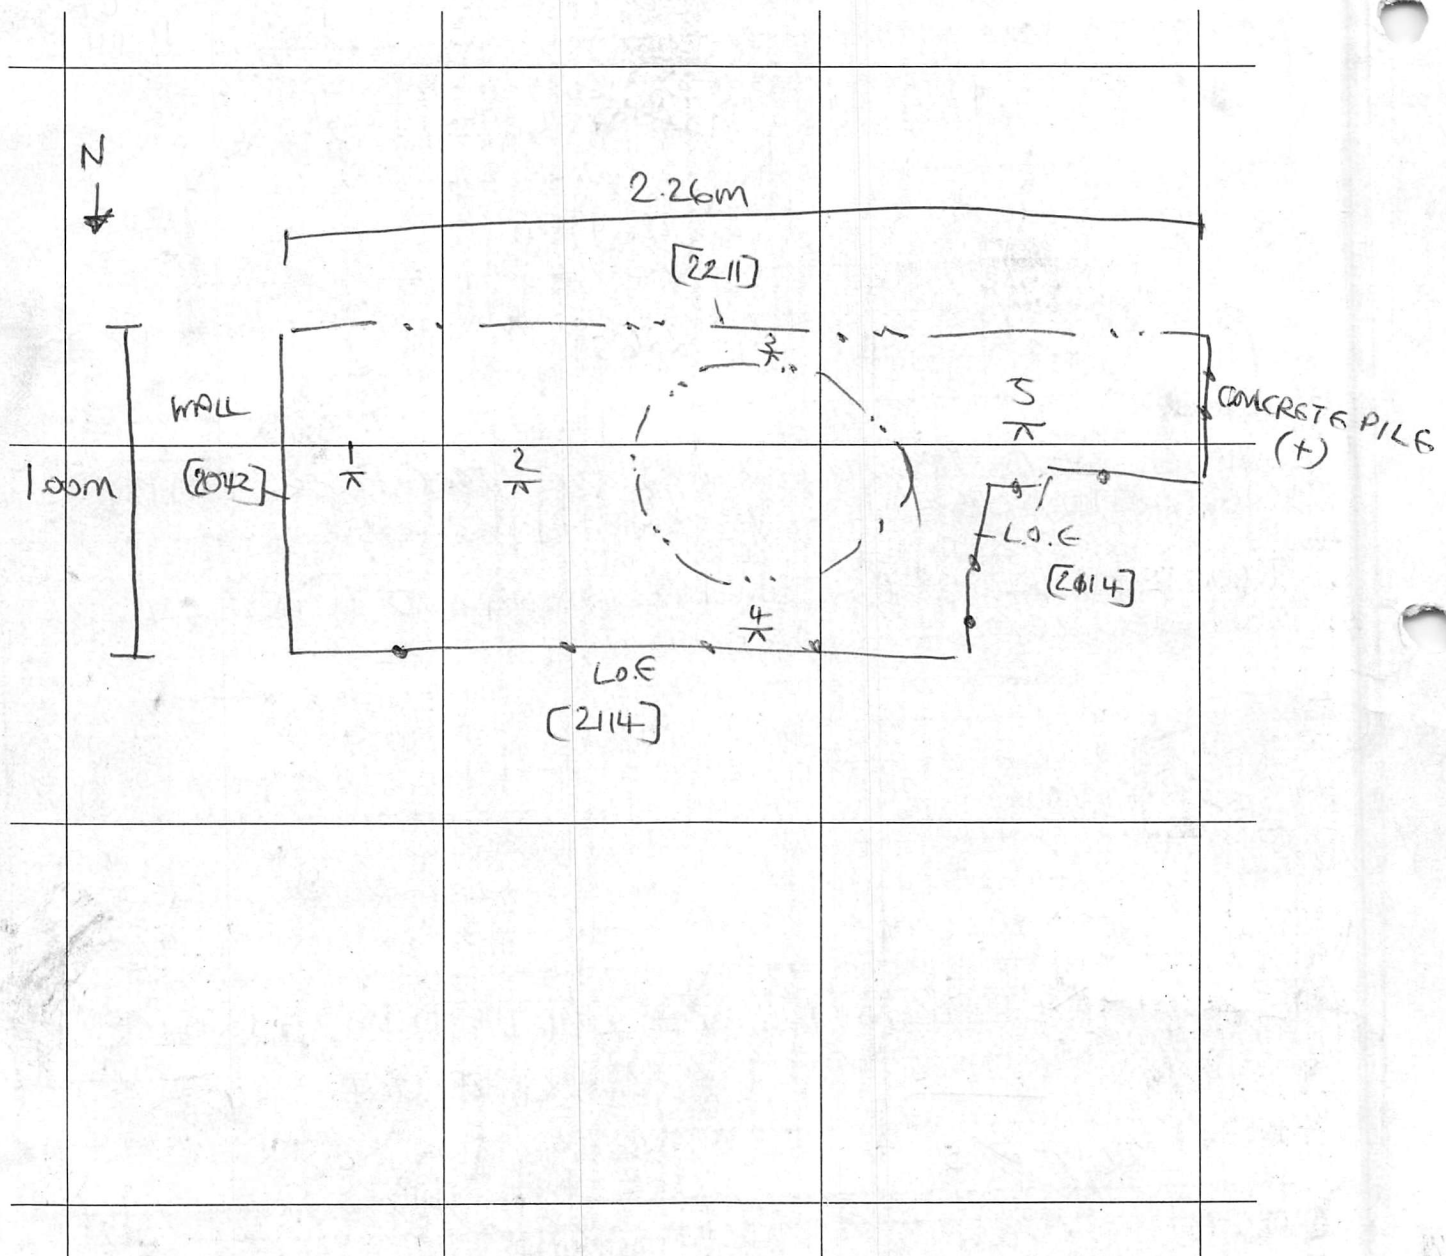 N
2.26m
[2211]
3
5
WALL
CONCRETE PILE
(+)
1.00m
[2042]
1
2
L.O.E
[2014]
4
L.O.E
[2114]